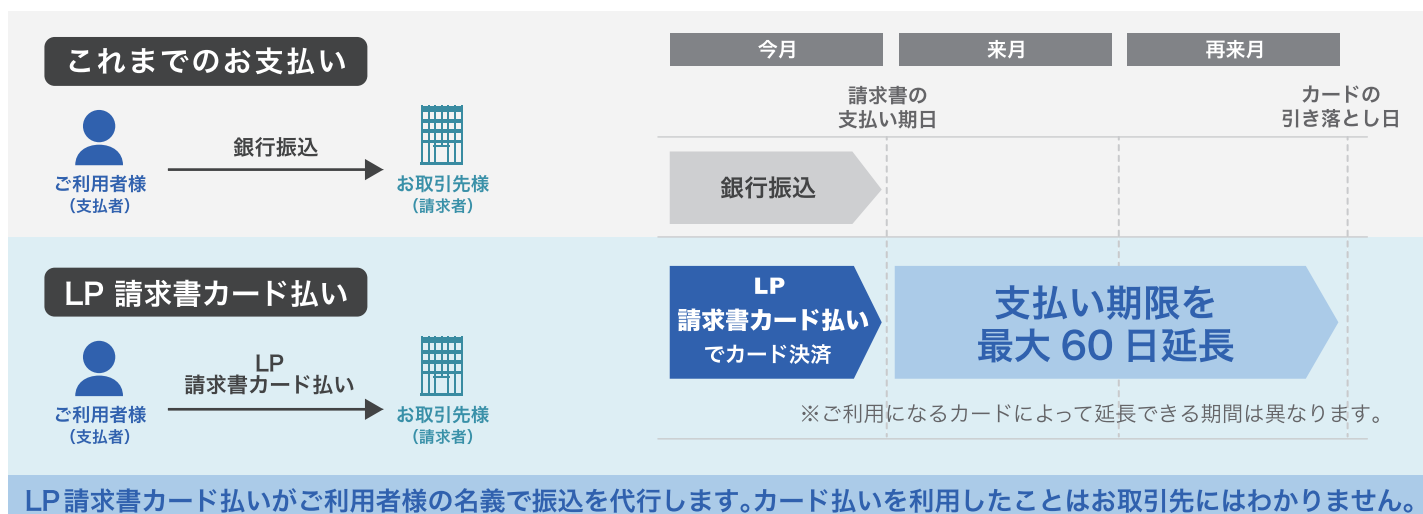 これまでのお支払い
ご利用者様
(支払者)
銀行振込
お取引先様
(請求者)
今月
来月
再来月
請求書の
支払い期日
カードの
引き落とし日
銀行振込
LP 請求書カード払い
ご利用者様
(支払者)
LP
請求書カード払い
お取引先様
(請求者)
LP
請求書カード払い
でカード決済
支払い期限を
最大 60 日延長
※ご利用になるカードによって延長できる期間は異なります。
LP請求書カード払いがご利用者様の名義で振込を代行します。カード払いを利用したことはお取引先にはわかりません。